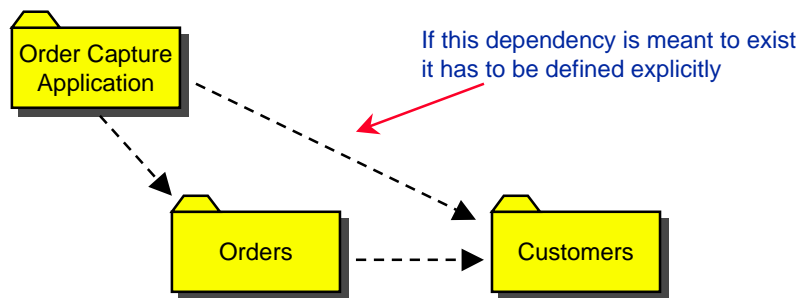 Order Capture
Application
If this dependency is meant to exist
it has to be defined explicitly
Orders
Customers